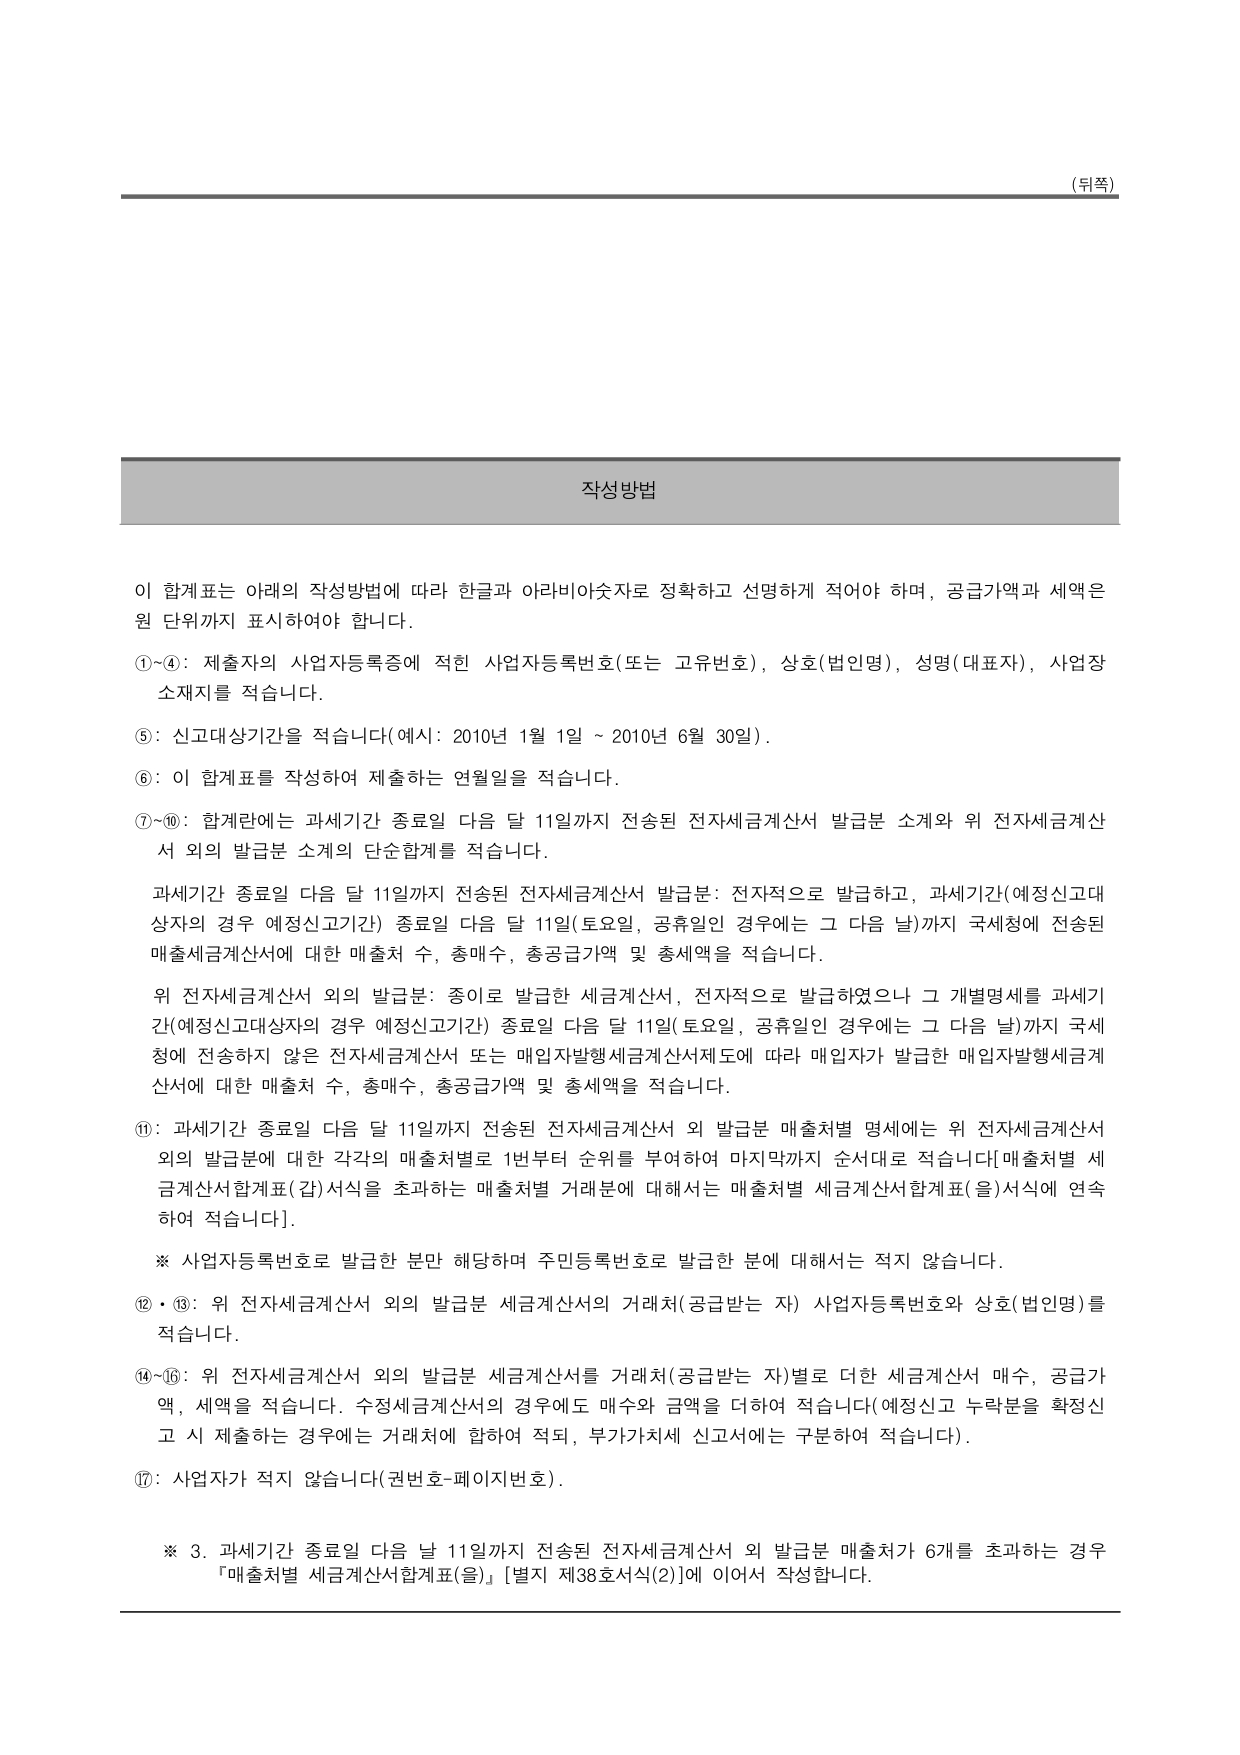 (뒤쪽)
작성방법
이 합계표는 아래의 작성방법에 따라 한글과 아라비아숫자로 정확하고 선명하게 적어야 하며, 공급가액과 세액은
원 단위까지 표시하여야 합니다.
①~④: 제출자의 사업자등록증에 적힌 사업자등록번호(또는 고유번호), 상호(법인명), 성명(대표자), 사업장
소재지를 적습니다.
⑤: 신고대상기간을 적습니다(예시: 2010년 1월 1일 ~ 2010년 6월 30일).
⑥: 이 합계표를 작성하여 제출하는 연월일을 적습니다.
⑦~⑩: 합계란에는 과세기간 종료일 다음 달 11일까지 전송된 전자세금계산서 발급분 소계와 위 전자세금계산
서 외의 발급분 소계의 단순합계를 적습니다.
과세기간 종료일 다음 달 11일까지 전송된 전자세금계산서 발급분: 전자적으로 발급하고, 과세기간(예정신고대
상자의 경우 예정신고기간) 종료일 다음 달 11일(토요일, 공휴일인 경우에는 그 다음 날)까지 국세청에 전송된
매출세금계산서에 대한 매출처 수, 총매수, 총공급가액 및 총세액을 적습니다.
위 전자세금계산서 외의 발급분: 종이로 발급한 세금계산서, 전자적으로 발급하였으나 그 개별명세를 과세기
간(예정신고대상자의 경우 예정신고기간) 종료일 다음 달 11일(토요일, 공휴일인 경우에는 그 다음 날)까지 국세
청에 전송하지 않은 전자세금계산서 또는 매입자발행세금계산서제도에 따라 매입자가 발급한 매입자발행세금계
산서에 대한 매출처 수, 총매수, 총공급가액 및 총세액을 적습니다.
⑪: 과세기간 종료일 다음 달 11일까지 전송된 전자세금계산서 외 발급분 매출처별 명세에는 위 전자세금계산서
외의 발급분에 대한 각각의 매출처별로 1번부터 순위를 부여하여 마지막까지 순서대로 적습니다[매출처별 세
금계산서합계표(갑)서식을 초과하는 매출처별 거래분에 대해서는 매출처별 세금계산서합계표(을)서식에 연속
하여 적습니다].
※ 사업자등록번호로 발급한 분만 해당하며 주민등록번호로 발급한 분에 대해서는 적지 않습니다.
⑫·⑬: 위 전자세금계산서 외의 발급분 세금계산서의 거래처(공급받는 자) 사업자등록번호와 상호(법인명)를
적습니다.
⑭~⑯: 위 전자세금계산서 외의 발급분 세금계산서를 거래처(공급받는 자)별로 더한 세금계산서 매수, 공급가
액, 세액을 적습니다. 수정세금계산서의 경우에도 매수와 금액을 더하여 적습니다(예정신고 누락분을 확정신
고 시 제출하는 경우에는 거래처에 합하여 적되, 부가가치세 신고서에는 구분하여 적습니다).
⑰: 사업자가 적지 않습니다(권번호-페이지번호).
※ 3. 과세기간 종료일 다음 날 11일까지 전송된 전자세금계산서 외 발급분 매출처가 6개를 초과하는 경우
『매출처별 세금계산서합계표(을)』[별지 제38호서식(2)]에 이어서 작성합니다.